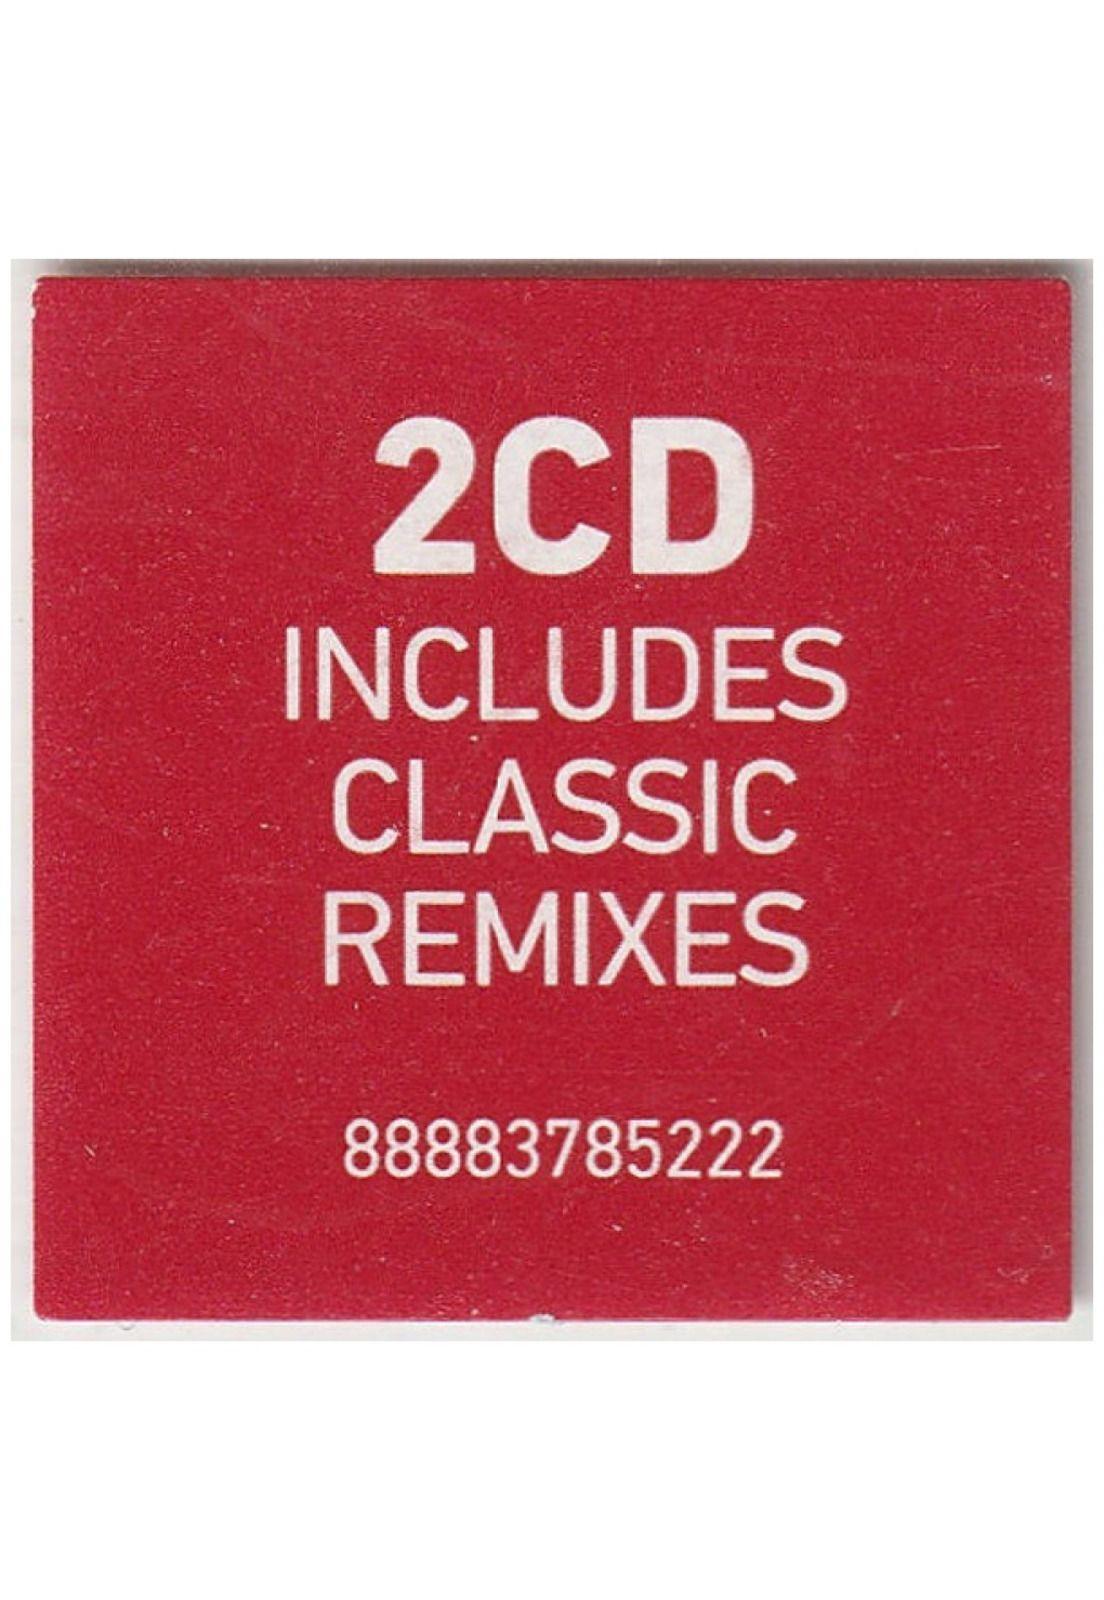 2CD
INCLUDES
CLASSIC
REMIXES
88883785222